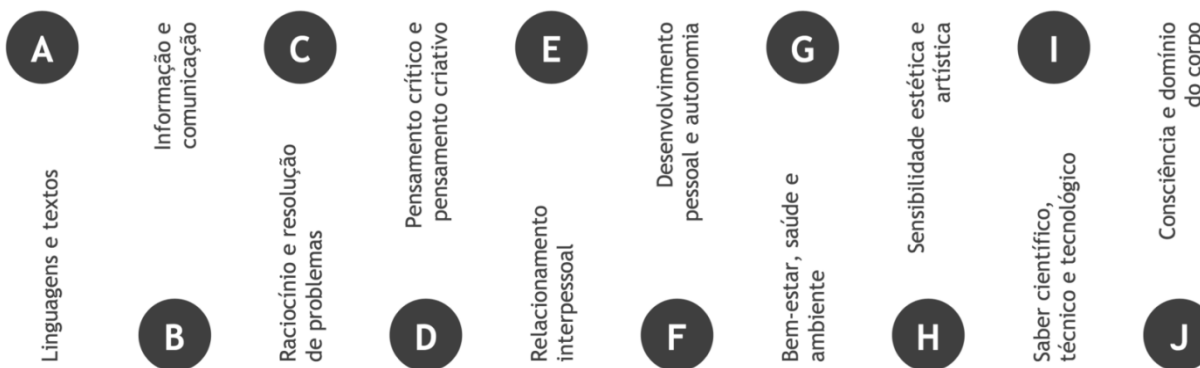 A
Linguagens e textos
Informação e
comunicação
B
C
Raciocínio e resolução
de problemas
Pensamento crítico e
pensamento criativo
D
E
Relacionamento
interpessoal
Desenvolvimento
pessoal e autonomia
F
G
Bem-estar, saúde e
ambiente
Sensibilidade estética e
artística
H
I
Saber científico,
técnico e tecnológico
Consciência e domínio
do corpo
J